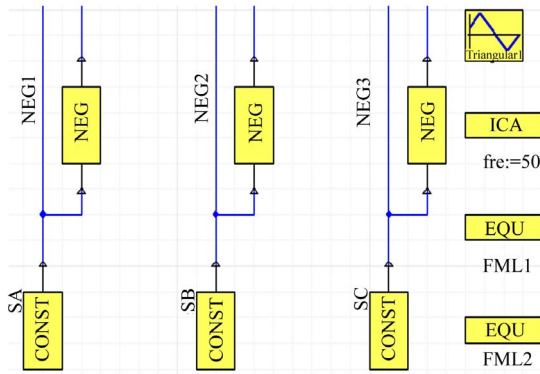 NEG1
NEG
NEG2
NEG
NEG3
NEG
Triangular1
ICA
fre:=50
EQU
FML1
SA
CONST
SB
CONST
SC
CONST
EQU
FML2